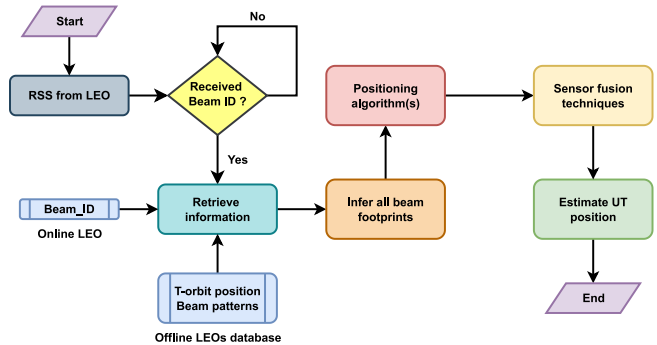 Start
No
RSS from LEO
Received
Beam ID ?
Positioning
algorithm(s)
Sensor fusion
techniques
Yes
Beam_ID
Online LEO
Retrieve
information
Infer all beam
footprints
Estimate UT
position
T-orbit position
Beam patterns
Offline LEOs database
End